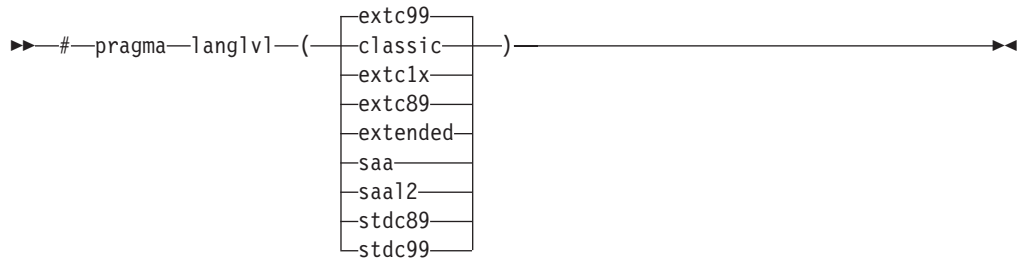 extc99
# pragma langlvl ( classic )
extc1x
extc89
extended
saa
saal2
stdc89
stdc99